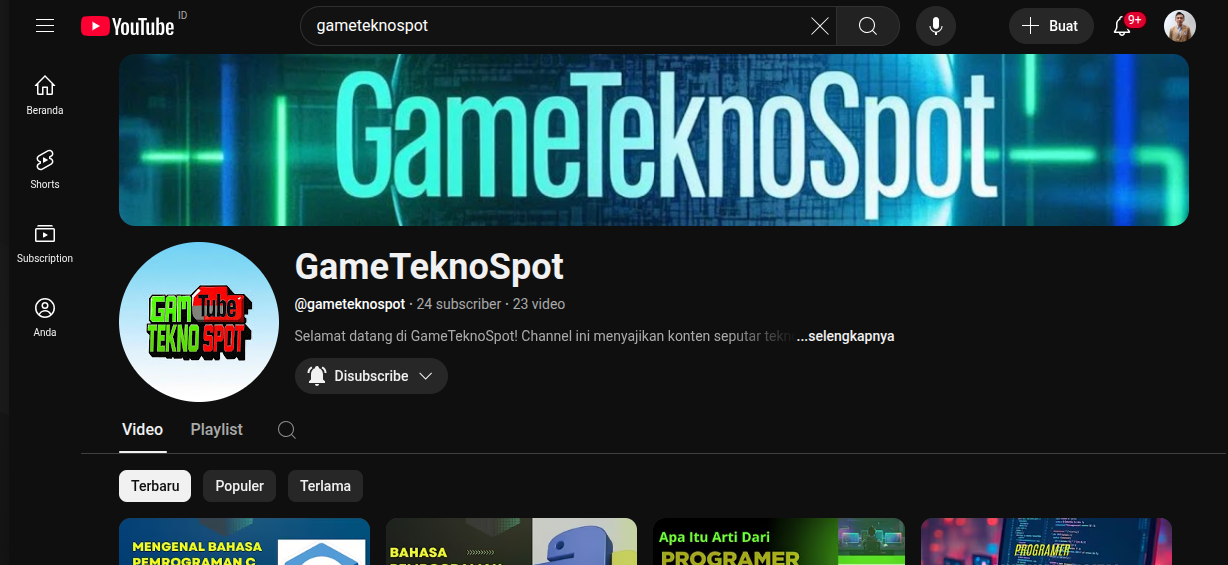 YouTube ID
gameteknospot
Buat
9+
Beranda
Shorts
Subscription
Anda
GameTeknoSpot
GAM Tube
TEKNO SPOT
GameTeknoSpot
@gameteknospot · 24 subscriber · 23 video
Selamat datang di GameTeknoSpot! Channel ini menyajikan konten seputar tekn ...selengkapnya
Disubscribe
Video Playlist
Terbaru Populer Terlama
MENGENAL BAHASA
PEMROGRAMAN C
BAHASA
PEMROGRAMAN
Apa Itu Arti Dari
PROGRAMER
PROGRAMER